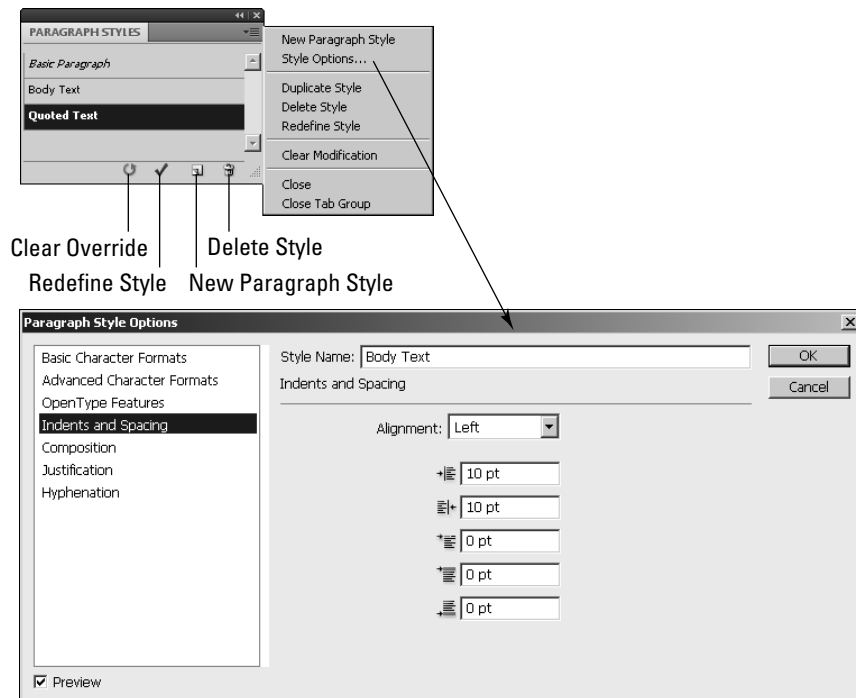 PARAGRAPH STYLES
Basic Paragraph
Body Text
Quoted Text
New Paragraph Style
Style Options...
Duplicate Style
Delete Style
Redefine Style
Clear Modification
Close
Close Tab Group
Clear Override
Delete Style
Redefine Style
New Paragraph Style
Paragraph Style Options
Basic Character Formats
Advanced Character Formats
OpenType Features
Indents and Spacing
Composition
Justification
Hyphenation
Preview
Style Name: Body Text
Indents and Spacing
Alignment: Left
10 pt
10 pt
0 pt
0 pt
0 pt
OK
Cancel